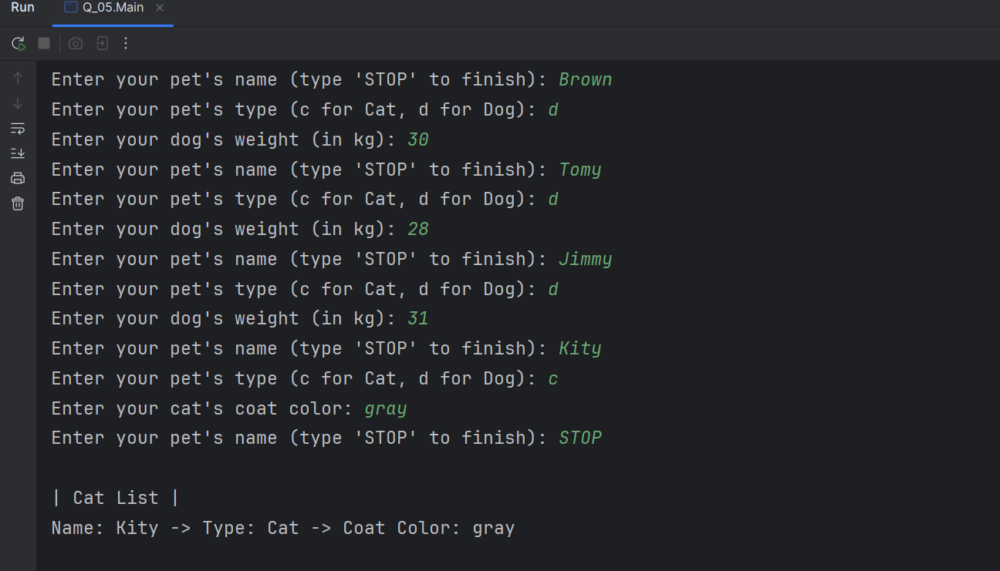 Run Q_05.Main
Enter your pet's name (type 'STOP' to finish): Brown
Enter your pet's type (c for Cat, d for Dog): d
Enter your dog's weight (in kg): 30
Enter your pet's name (type 'STOP' to finish): Tomy
Enter your pet's type (c for Cat, d for Dog): d
Enter your dog's weight (in kg): 28
Enter your pet's name (type 'STOP' to finish): Jimmy
Enter your pet's type (c for Cat, d for Dog): d
Enter your dog's weight (in kg): 31
Enter your pet's name (type 'STOP' to finish): Kity
Enter your pet's type (c for Cat, d for Dog): c
Enter your cat's coat color: gray
Enter your pet's name (type 'STOP' to finish): STOP
| Cat List |
Name: Kity -> Type: Cat -> Coat Color: gray